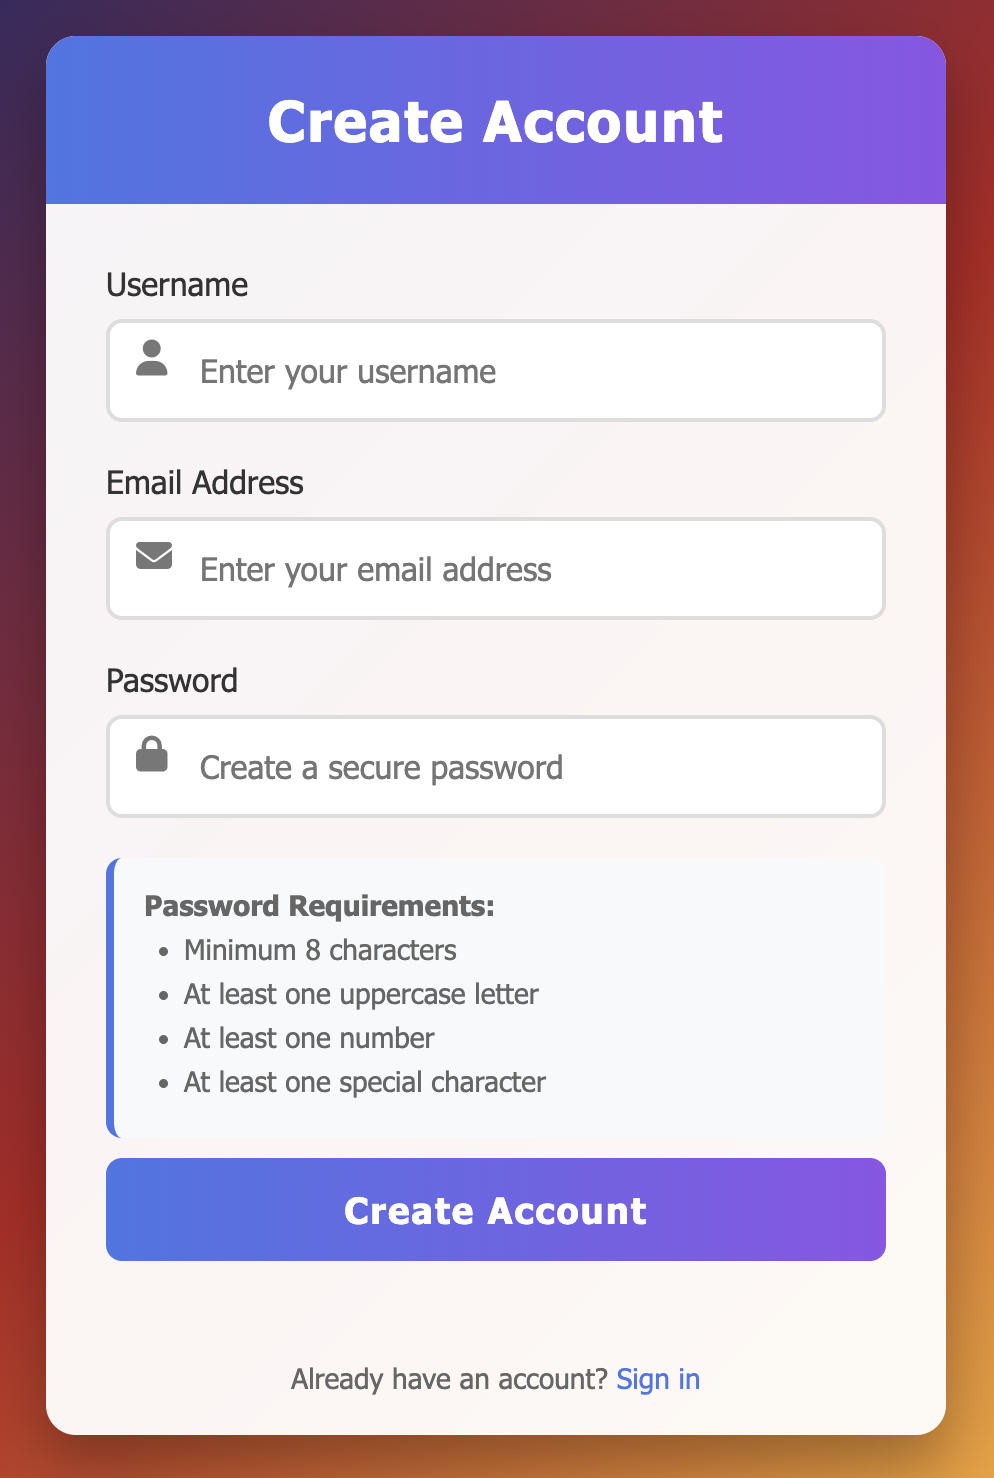 Create Account
Username
Enter your username
Email Address
Enter your email address
Password
Create a secure password
Password Requirements:
• Minimum 8 characters
• At least one uppercase letter
• At least one number
• At least one special character
Create Account
Already have an account? Sign in